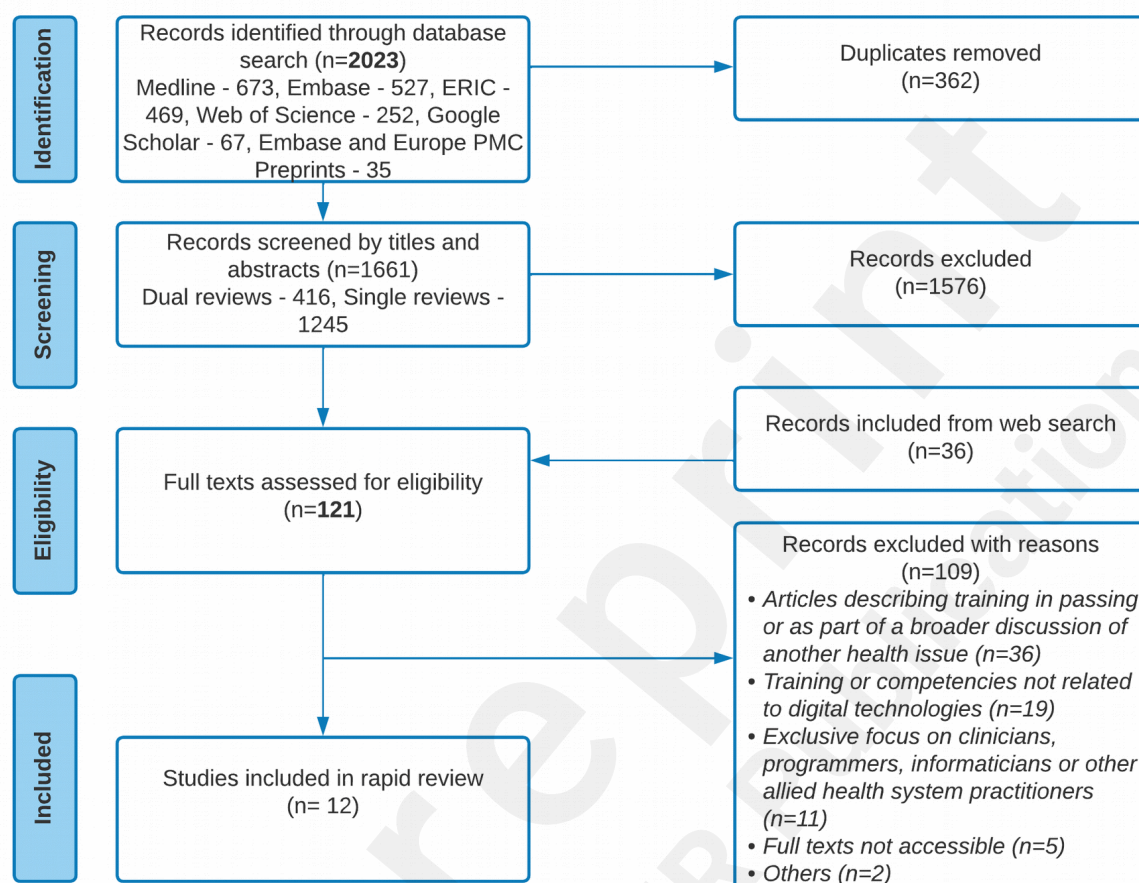 Identification
Records identified through database
search (n=2023)
Medline - 673, Embase - 527, ERIC -
469, Web of Science - 252, Google
Scholar - 67, Embase and Europe PMC
Preprints - 35
Duplicates removed
(n=362)
Screening
Records screened by titles and
abstracts (n=1661)
Dual reviews - 416, Single reviews -
1245
Records excluded
(n=1576)
Eligibility
Full texts assessed for eligibility
(n=121)
Records included from web search
(n=36)
Records excluded with reasons
(n=109)
• Articles describing training in passing
or as part of a broader discussion of
another health issue (n=36)
• Training or competencies not related
to digital technologies (n=19)
• Exclusive focus on clinicians,
programmers, informaticians or other
allied health system practitioners
(n=11)
• Full texts not accessible (n=5)
• Others (n=2)
Included
Studies included in rapid review
(n= 12)